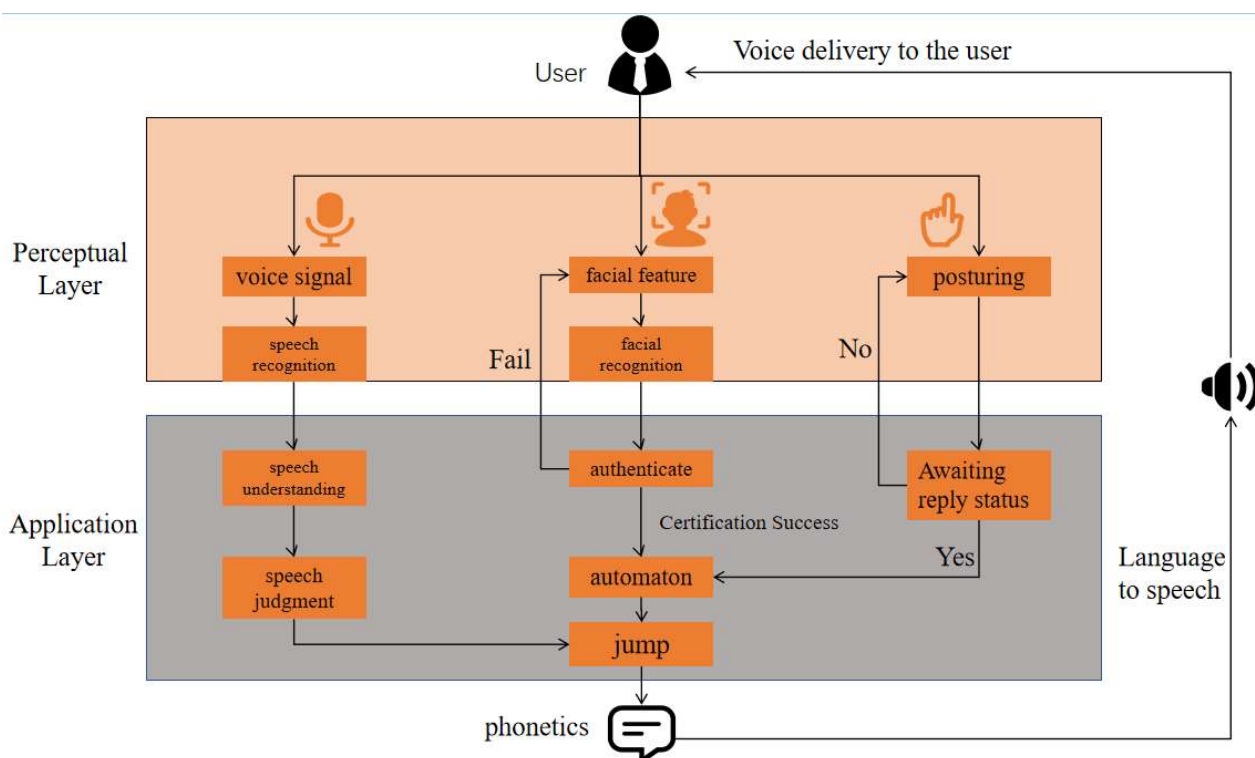 Voice delivery to the user
User
Perceptual
Layer
voice signal
facial feature
posturing
speech
recognition
Fail
facial
recognition
No
Application
Layer
speech
understanding
authenticate
Awaiting
reply status
Certification Success
speech
judgment
automaton
Yes
Language
to speech
jump
phonetics